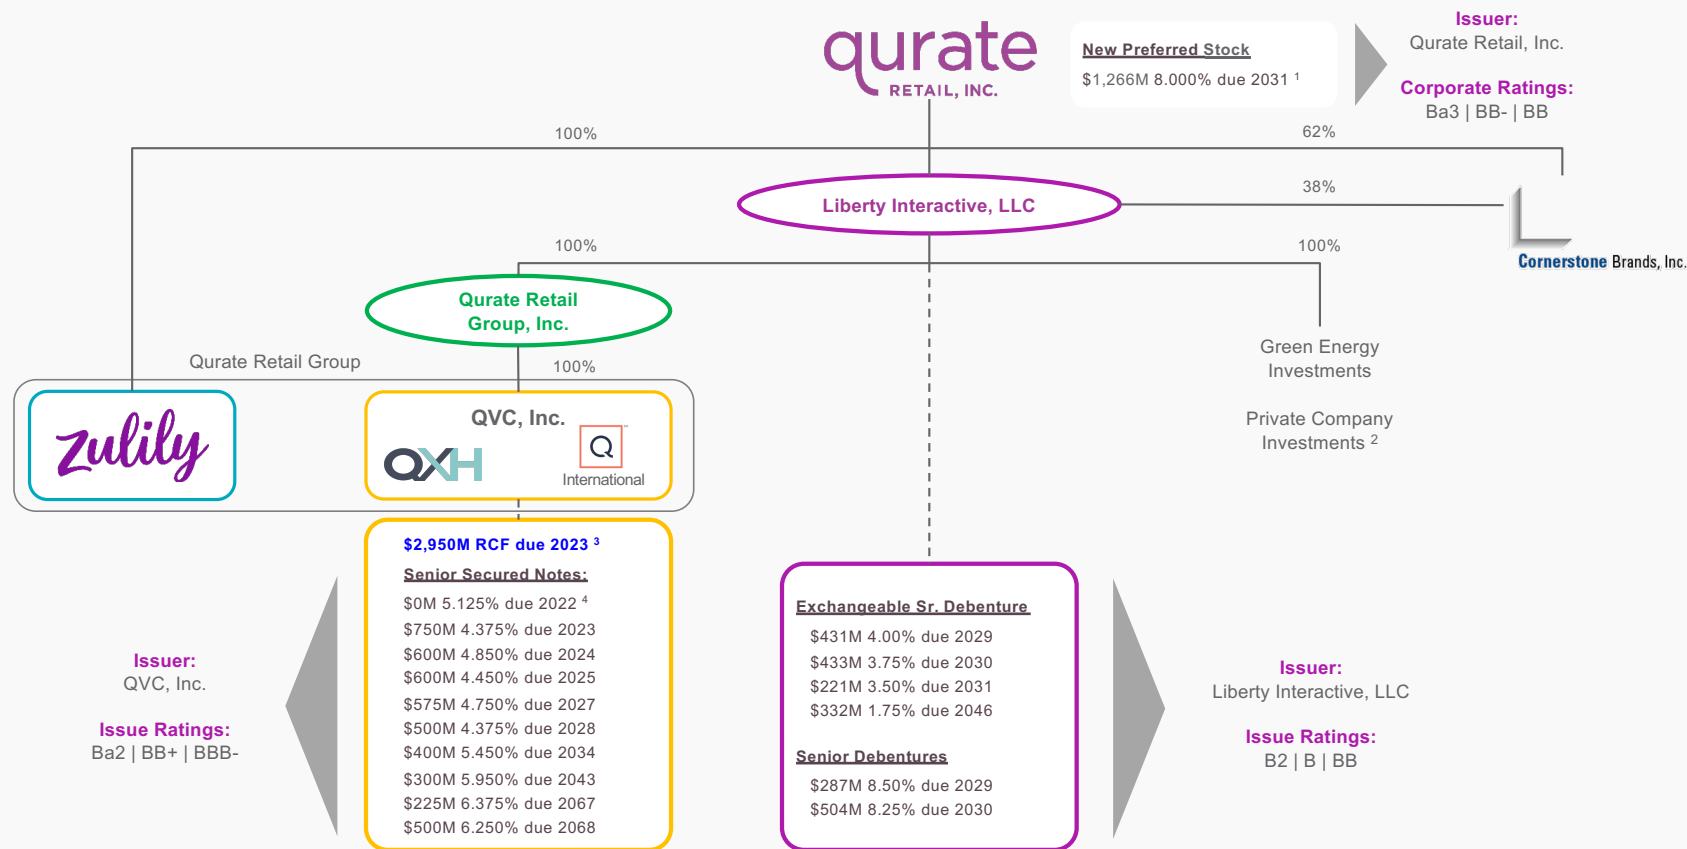 qurate
RETAIL, INC.
New Preferred Stock
$1,266M 8.000% due 2031 ¹
Issuer:
Qurate Retail, Inc.
Corporate Ratings:
Ba3 | BB- | BB
100%
62%
Liberty Interactive, LLC
38%
Cornerstone Brands, Inc.
100%
100%
Qurate Retail
Group, Inc.
Qurate Retail Group
100%
Green Energy
Investments
Private Company
Investments ²
zulily
QVC, Inc.
QXH
Q™
International
$2,950M RCF due 2023 ³
Senior Secured Notes:
$0M 5.125% due 2022 ⁴
$750M 4.375% due 2023
$600M 4.850% due 2024
$600M 4.450% due 2025
$575M 4.750% due 2027
$500M 4.375% due 2028
$400M 5.450% due 2034
$300M 5.950% due 2043
$225M 6.375% due 2067
$500M 6.250% due 2068
Issuer:
QVC, Inc.
Issue Ratings:
Ba2 | BB+ | BBB-
Exchangeable Sr. Debenture
$431M 4.00% due 2029
$433M 3.75% due 2030
$221M 3.50% due 2031
$332M 1.75% due 2046
Senior Debentures
$287M 8.50% due 2029
$504M 8.25% due 2030
Issuer:
Liberty Interactive, LLC
Issue Ratings:
B2 | B | BB